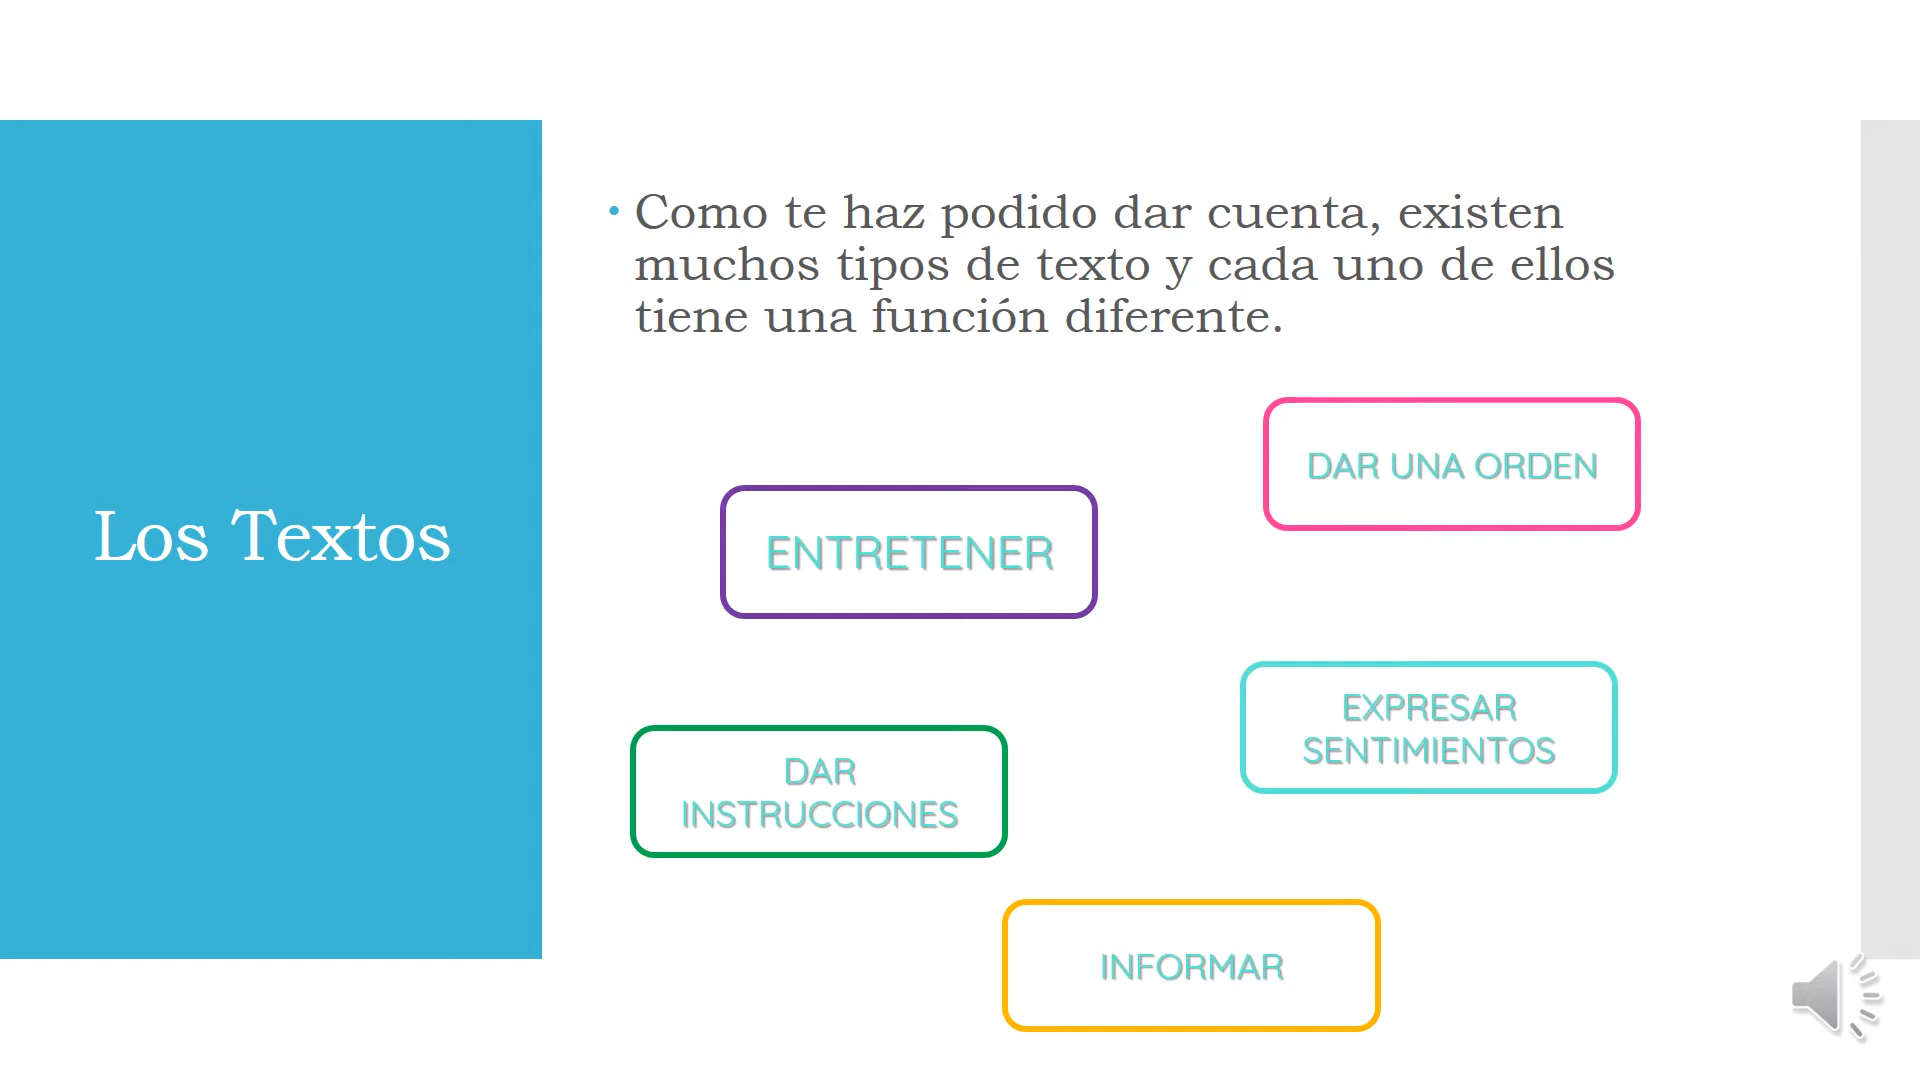 Los Textos
Como te haz podido dar cuenta, existen
muchos tipos de texto y cada uno de ellos
tiene una función diferente.
DAR UNA ORDEN
ENTRETENER
EXPRESAR
SENTIMIENTOS
DAR
INSTRUCCIONES
INFORMAR